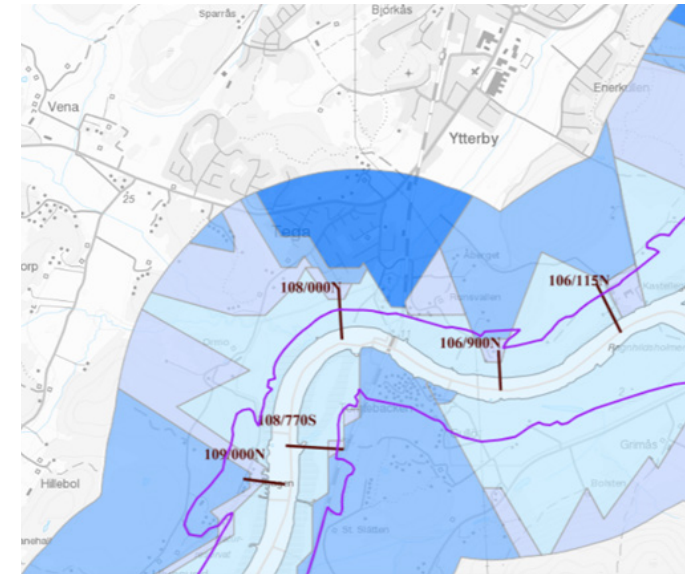 Sparrås
Björkås
Enerkullen
Vena
Ytterby
25
Tega
Åberget
orp
108/000N
Ormo
106/115N
106/900N
108/770S
Grimås
109/000N
Hillebol
St. Slätten